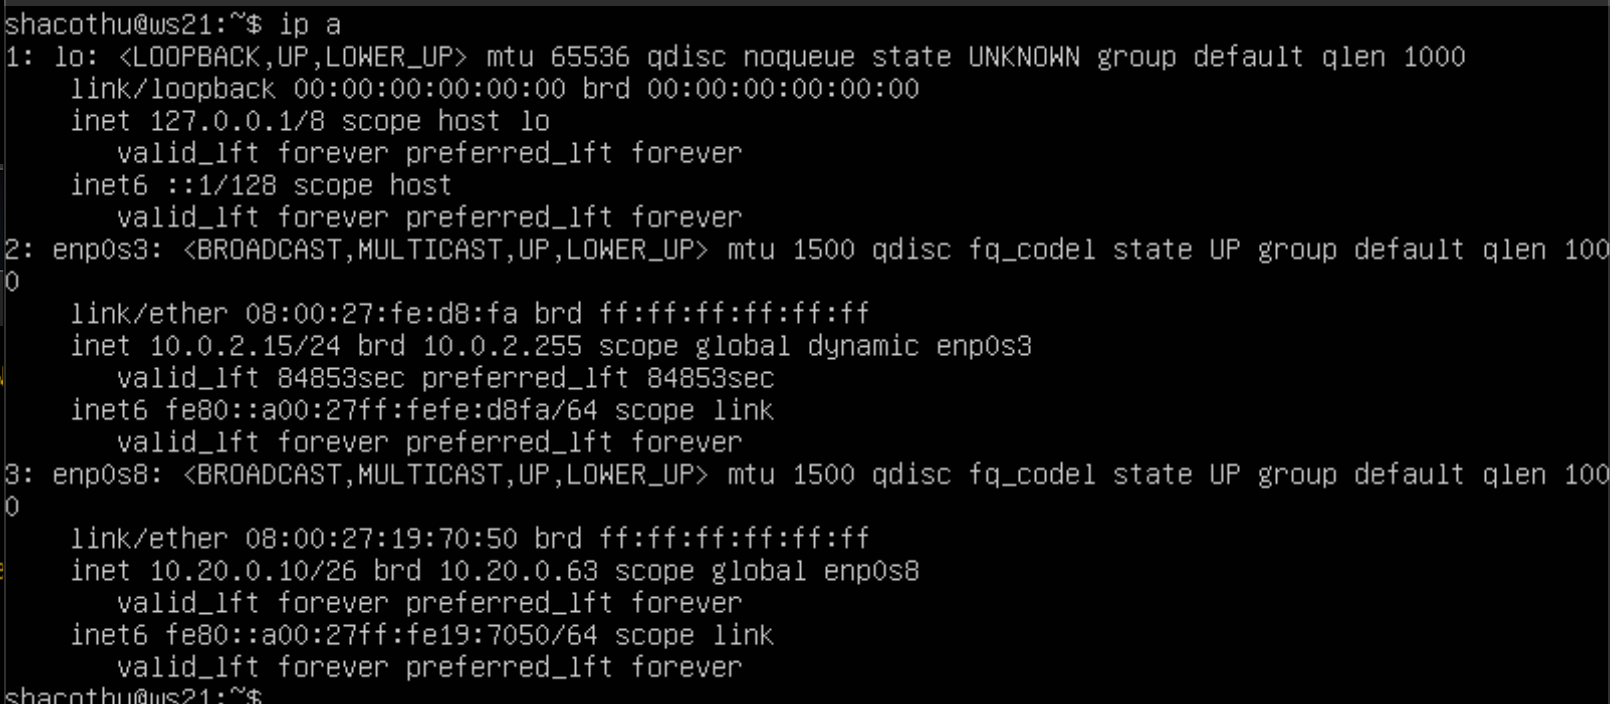 shacothu@ws21:~$ ip a
1: lo: <LOOPBACK,UP,LOWER_UP> mtu 65536 qdisc noqueue state UNKNOWN group default qlen 1000
    link/loopback 00:00:00:00:00:00 brd 00:00:00:00:00:00
    inet 127.0.0.1/8 scope host lo
       valid_lft forever preferred_lft forever
    inet6 ::1/128 scope host
       valid_lft forever preferred_lft forever
2: enp0s3: <BROADCAST,MULTICAST,UP,LOWER_UP> mtu 1500 qdisc fq_codel state UP group default qlen 100
0
    link/ether 08:00:27:fe:d8:fa brd ff:ff:ff:ff:ff:ff
    inet 10.0.2.15/24 brd 10.0.2.255 scope global dynamic enp0s3
       valid_lft 84853sec preferred_lft 84853sec
    inet6 fe80::a00:27ff:fefe:d8fa/64 scope link
       valid_lft forever preferred_lft forever
3: enp0s8: <BROADCAST,MULTICAST,UP,LOWER_UP> mtu 1500 qdisc fq_codel state UP group default qlen 100
0
    link/ether 08:00:27:19:70:50 brd ff:ff:ff:ff:ff:ff
    inet 10.20.0.10/26 brd 10.20.0.63 scope global enp0s8
       valid_lft forever preferred_lft forever
    inet6 fe80::a00:27ff:fe19:7050/64 scope link
       valid_lft forever preferred_lft forever
shacothu@ws21:~$